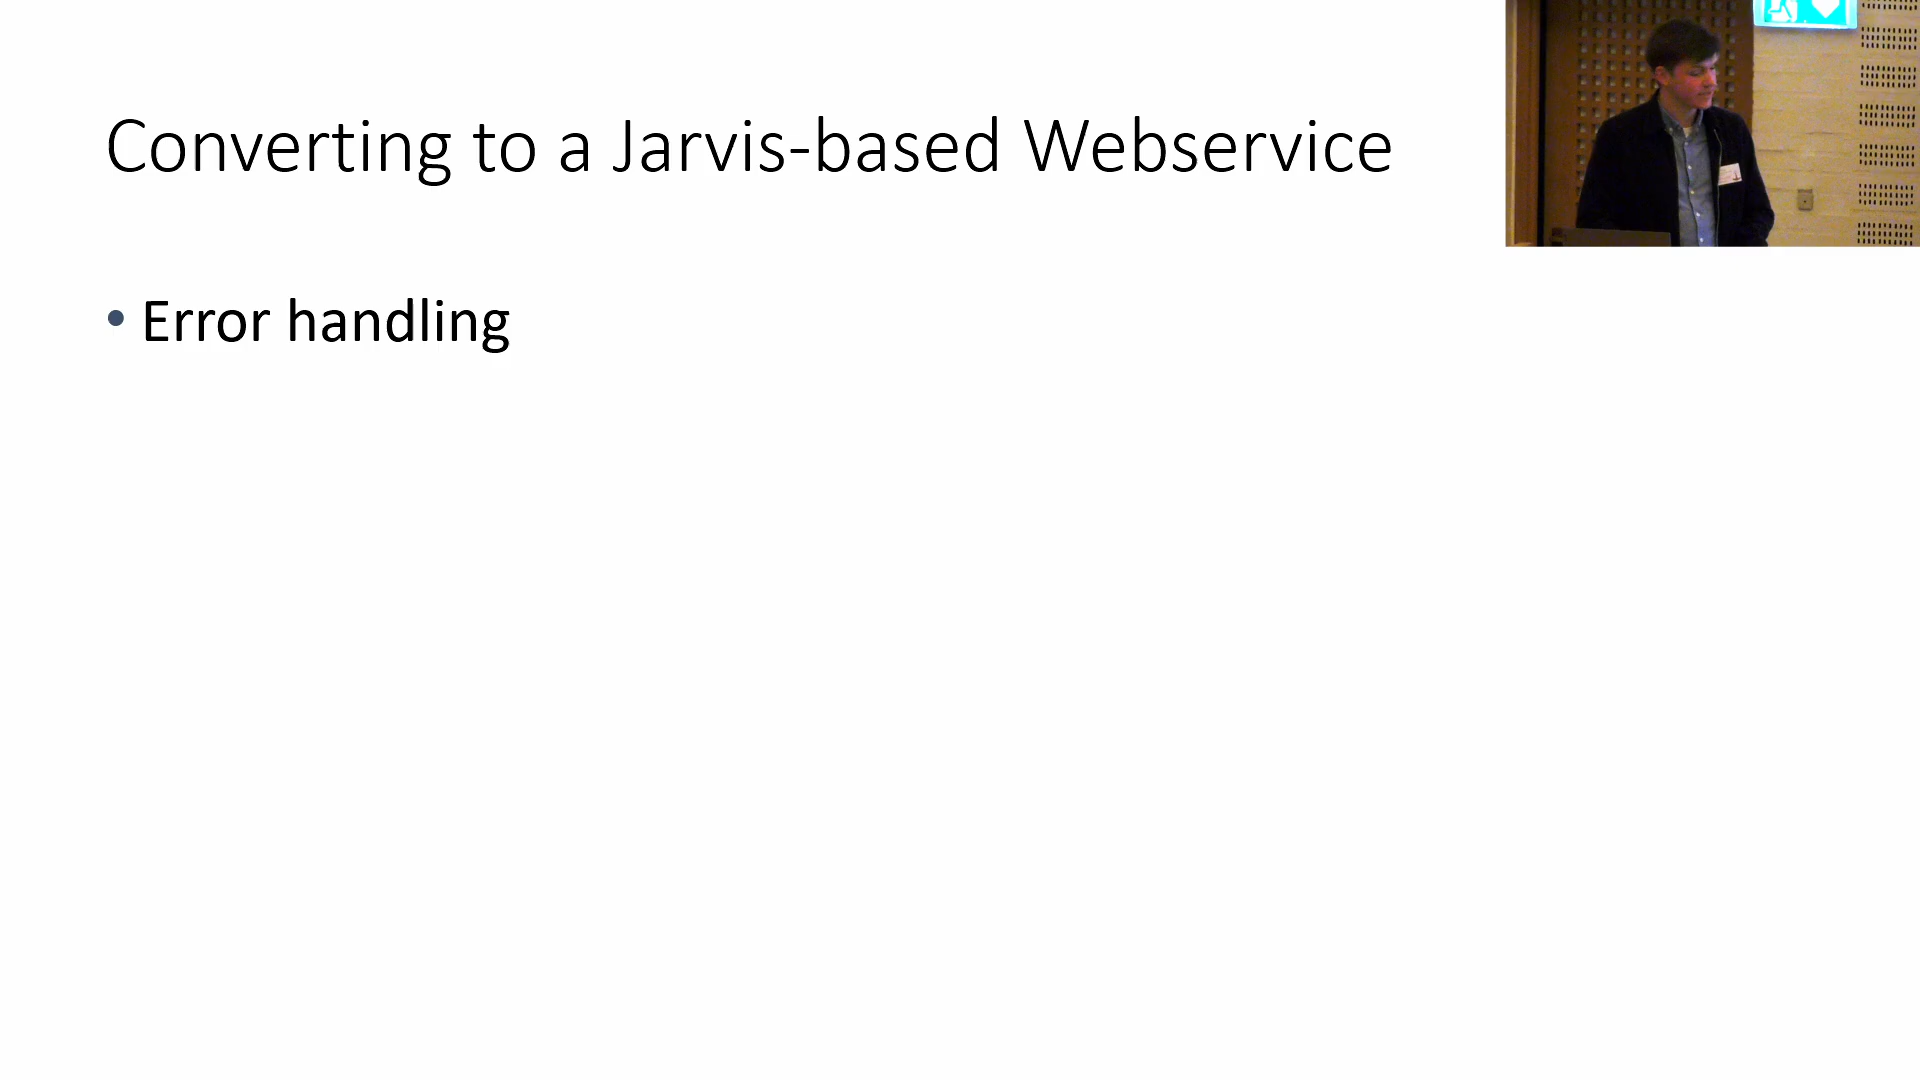 Converting to a Jarvis-based Webservice
• Error handling